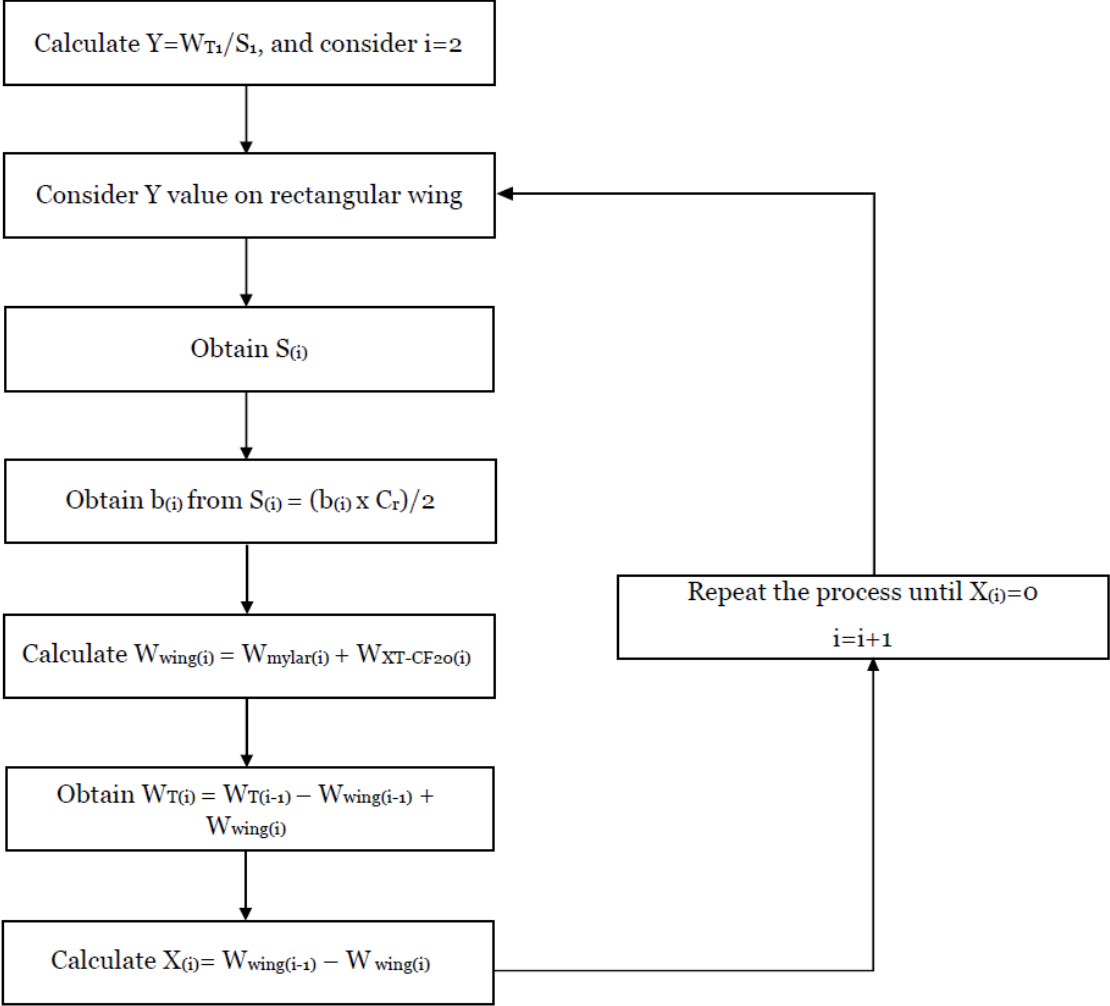 Calculate Y=W_T1/S₁, and consider i=2
Consider Y value on rectangular wing
Obtain S(i)
Obtain b(i) from S(i) = (b(i) x Cr)/2
Calculate Wwing(i) = Wmylar(i) + WXT-CF20(i)
Obtain WT(i) = WT(i-1) – Wwing(i-1) +
Wwing(i)
Calculate X(i)= Wwing(i-1) – W wing(i)
Repeat the process until X(i)=0
i=i+1